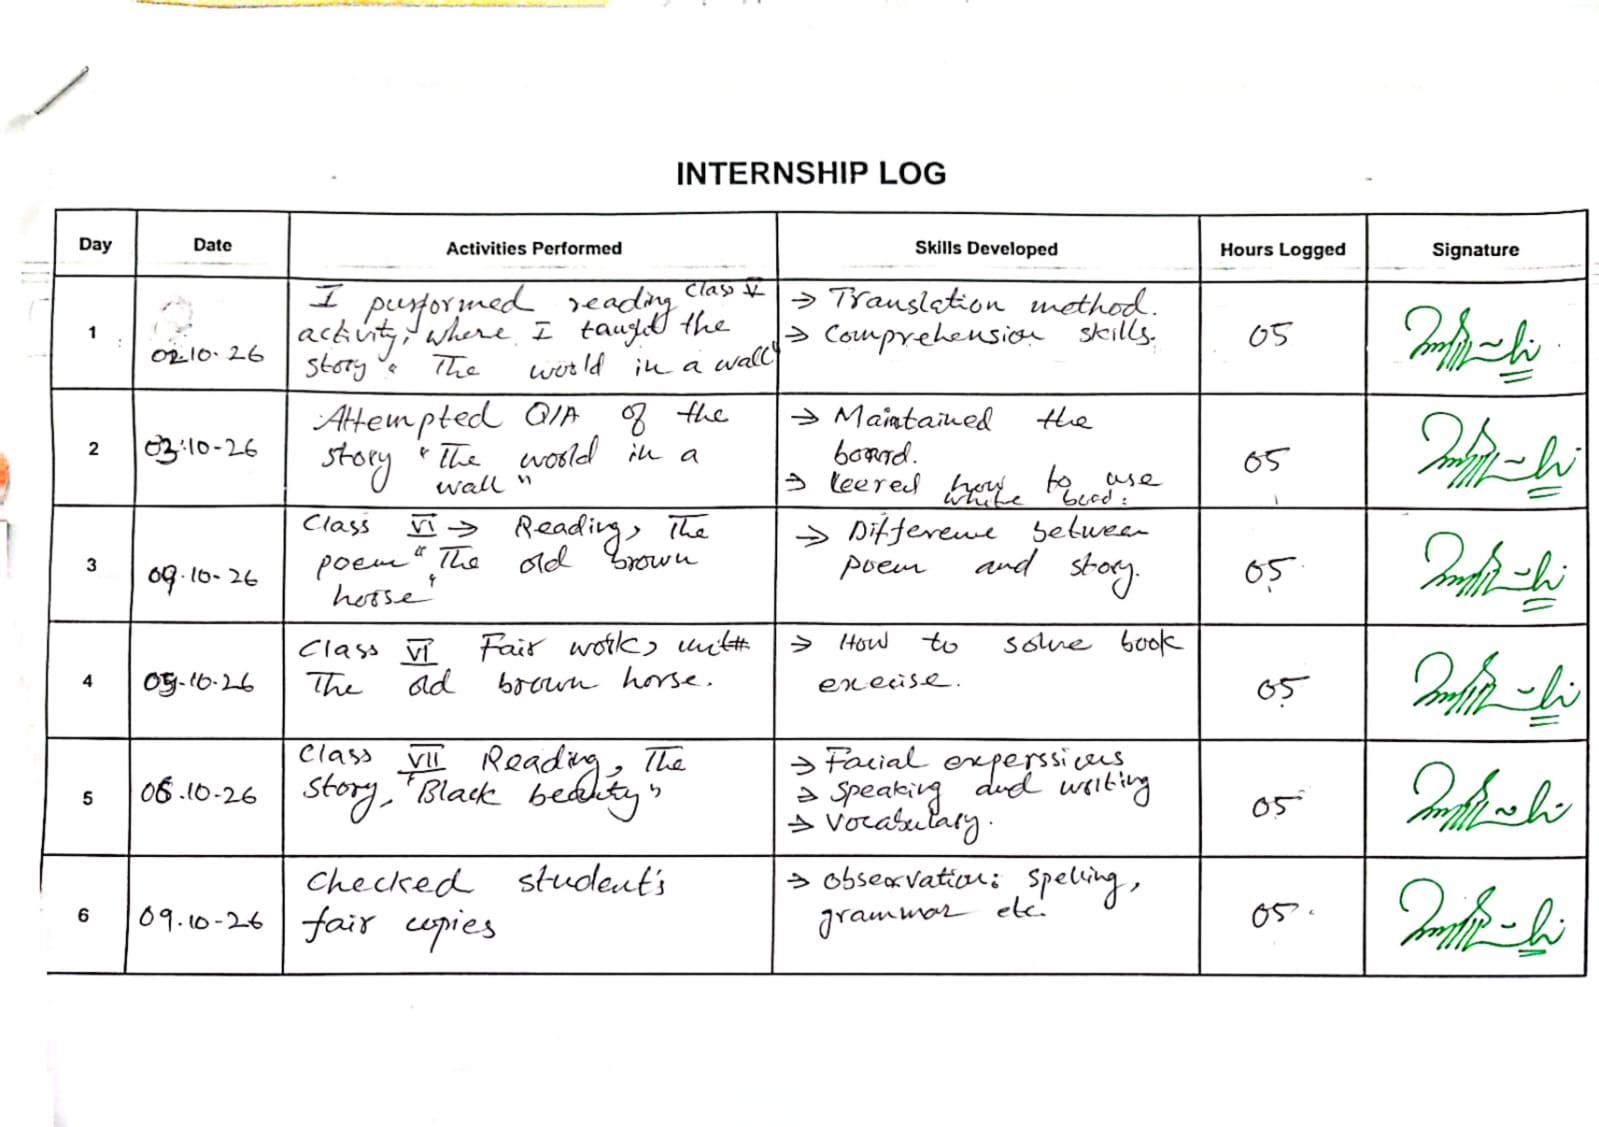 INTERNSHIP LOG
Day Date Activities Performed Skills Developed Hours Logged Signature
1 02.10.26
I performed reading Class V
activity, where I taught the
story "The world in a wall"
→ Translation method.
→ Comprehension skills.
05
2 03.10-26
Attempted Q/A of the
story "The world in a
wall"
→ Maintained the
board.
→ leered how to use
white
05
3 .10-26
Class VI → Reading, The
poem "The old brown
horse"
→ Difference between
poem and story.
05
4 .10.26
Class VI Fair work,
The old brown horse.
→ How to solve book
execise.
05
5 06.10-26
Class VII Reading, The
story, "Black beauty"
→ Facial experssions
→ Speaking and writing
→ Vocabulary.
05
6 09.10-26
Checked student's
fair copies
→ observation: spelling,
grammar etc.
05